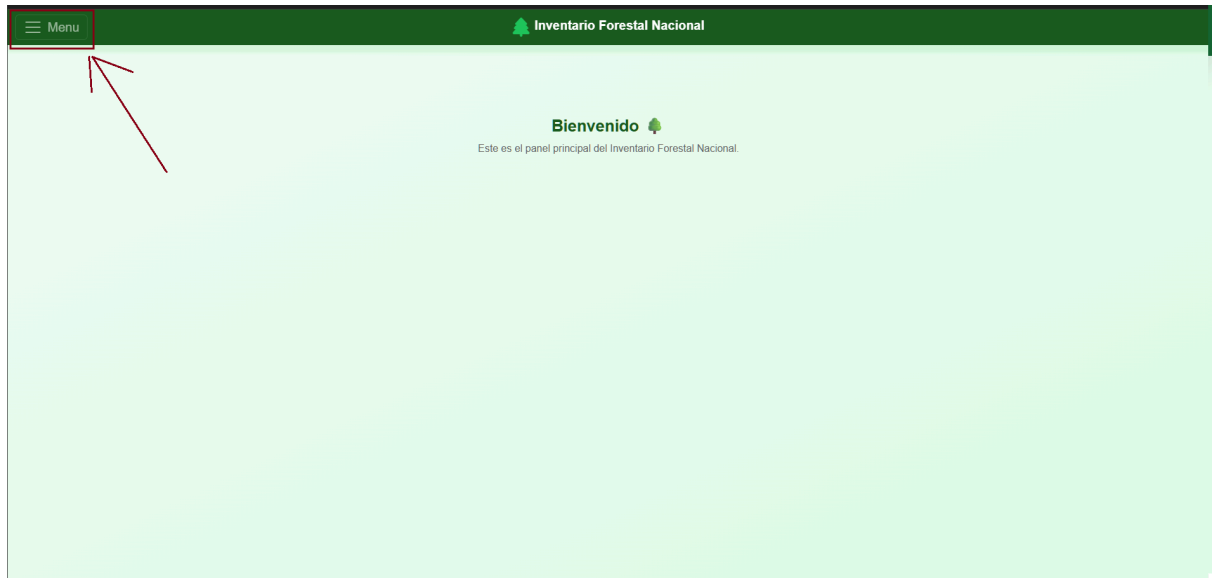 Menu
Inventario Forestal Nacional
Bienvenido
Este es el panel principal del Inventario Forestal Nacional.